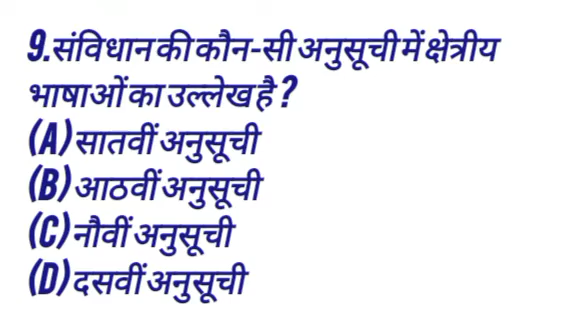 9.संविधान की कौन-सी अनुसूची में क्षेत्रीय
भाषाओं का उल्लेख है ?
(A) सातवीं अनुसूची
(B) आठवीं अनुसूची
(C) नौवीं अनुसूची
(D) दसवीं अनुसूची